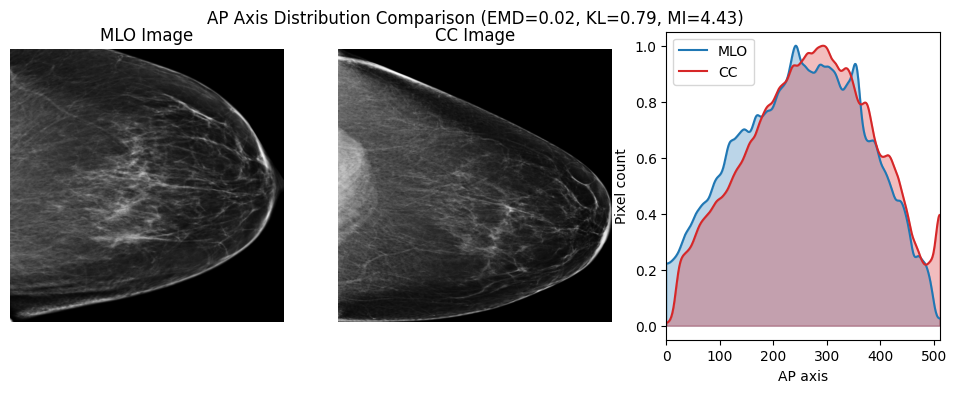 AP Axis Distribution Comparison (EMD=0.02, KL=0.79, MI=4.43)
MLO Image
CC Image
MLO
CC
Pixel count
1.0
0.8
0.6
0.4
0.2
0.0
0 100 200 300 400 500
AP axis